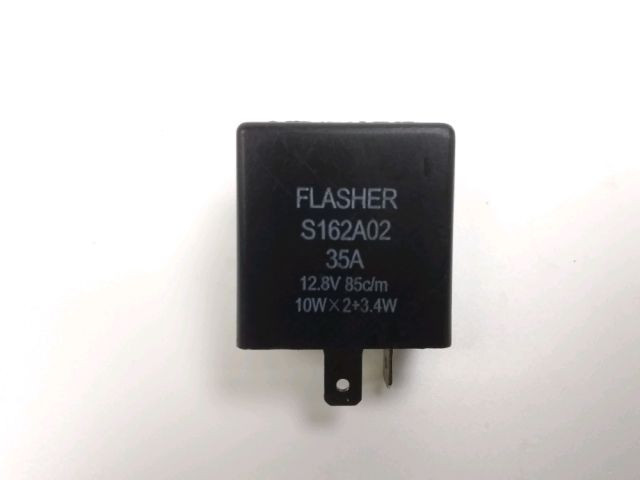 FLASHER
S162A02
35A
12.8V 85c/m
10W×2+3.4W